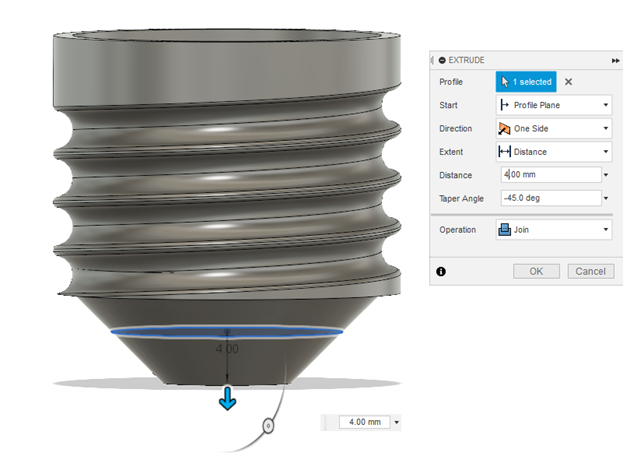 EXTRUDE
Profile 1 selected
Start Profile Plane
Direction One Side
Extent Distance
Distance 4.00 mm
Taper Angle -45.0 deg
Operation Join
OK Cancel
4.00
4.00 mm